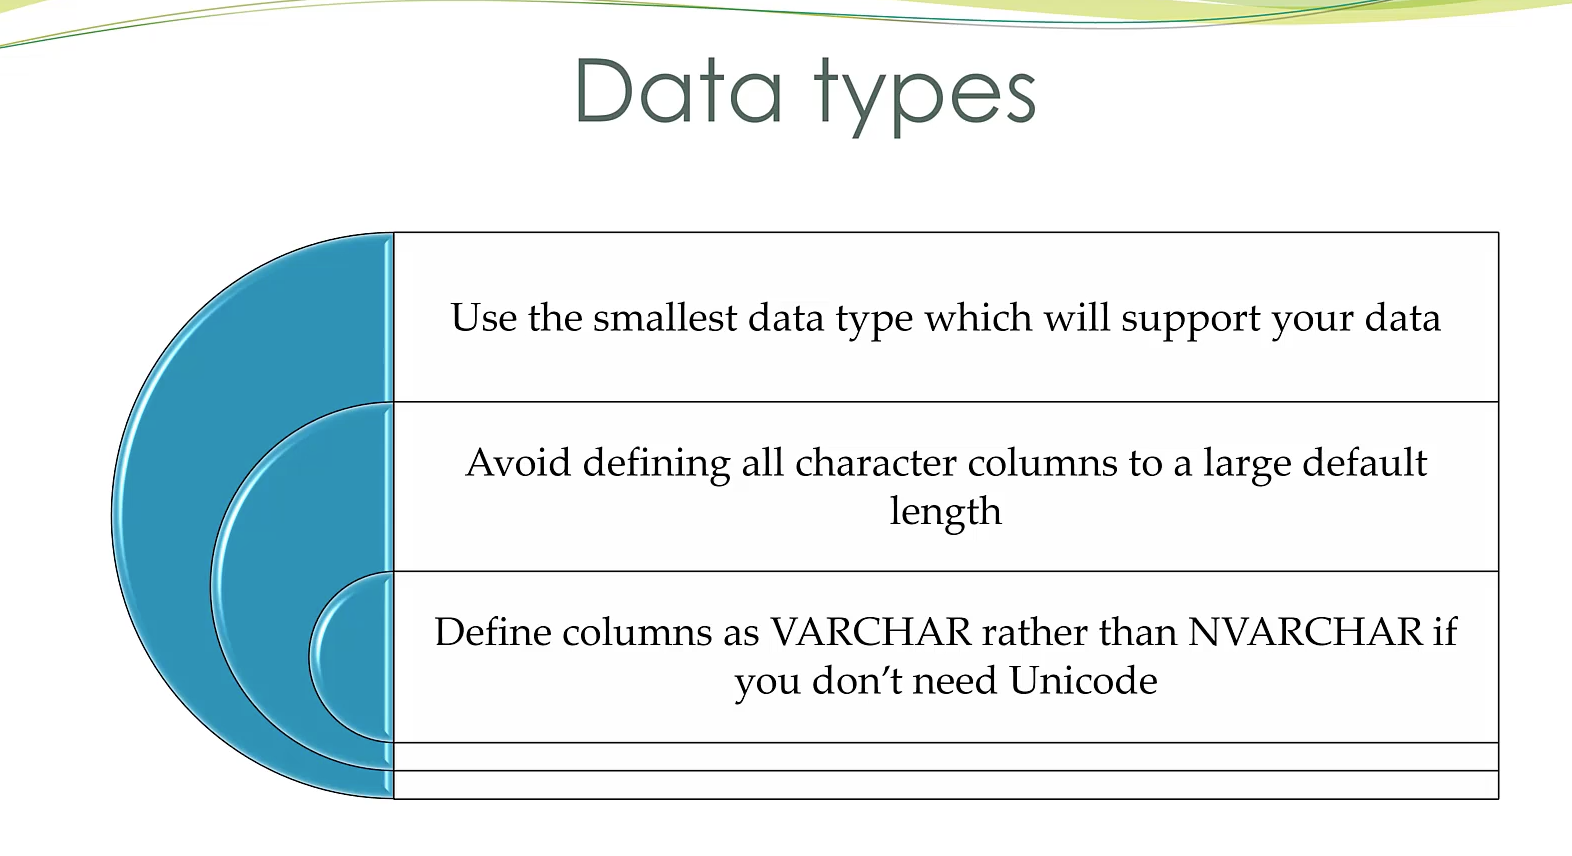 Data types
Use the smallest data type which will support your data
Avoid defining all character columns to a large default
length
Define columns as VARCHAR rather than NVARCHAR if
you don’t need Unicode